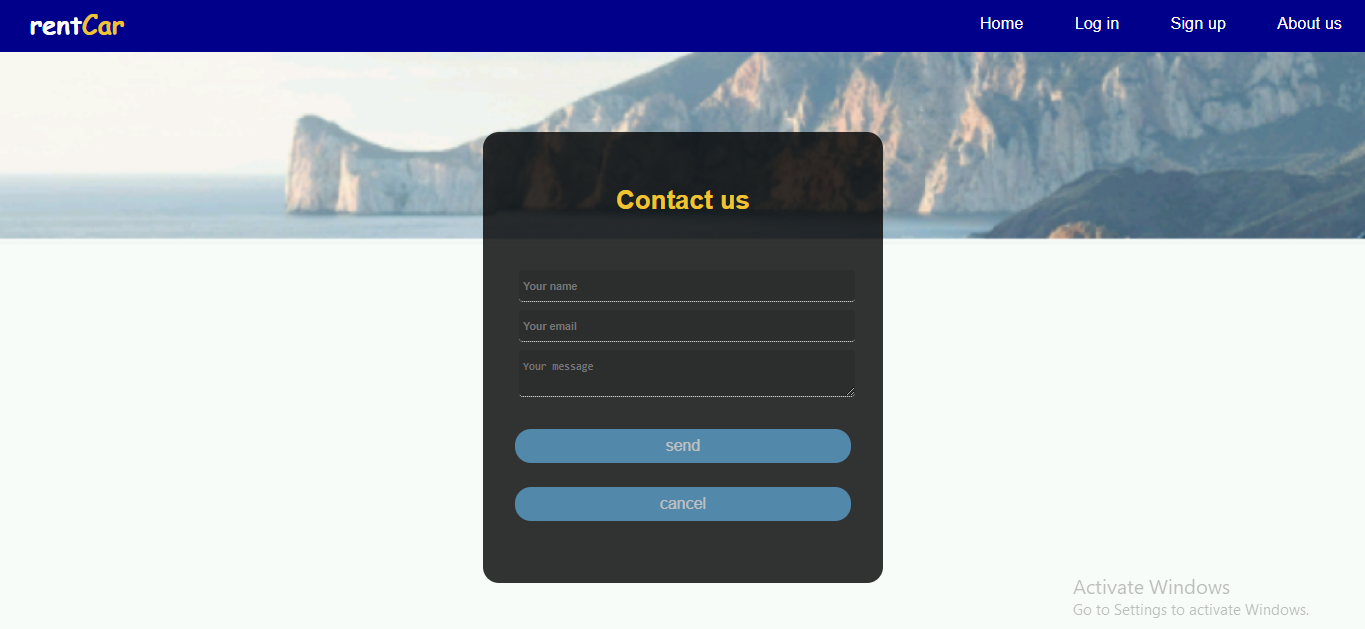 rentCar
Home Log in Sign up About us
Contact us
Your name
Your email
Your message
send
cancel
Activate Windows
Go to Settings to activate Windows.